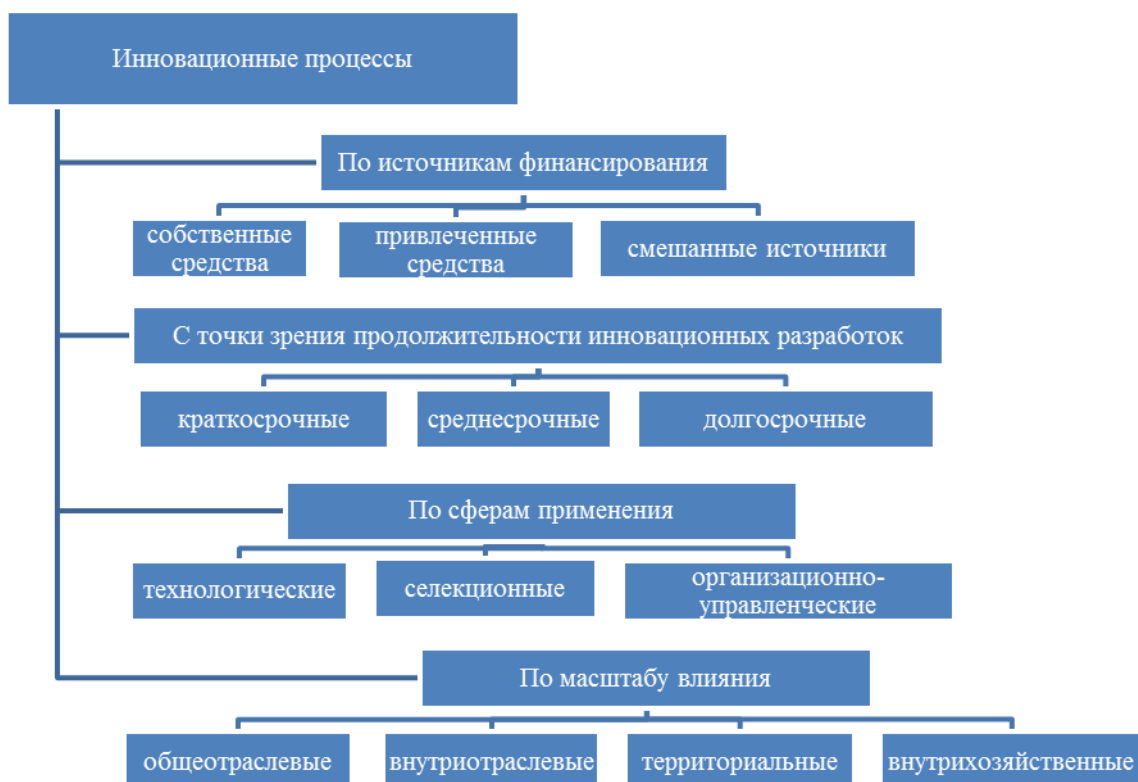 Инновационные процессы
По источникам финансирования
собственные
средства
привлеченные
средства
смешанные источники
С точки зрения продолжительности инновационных разработок
краткосрочные
среднесрочные
долгосрочные
По сферам применения
технологические
селекционные
организационно-
управленческие
По масштабу влияния
общеотраслевые
внутриотраслевые
территориальные
внутрихозяйственные